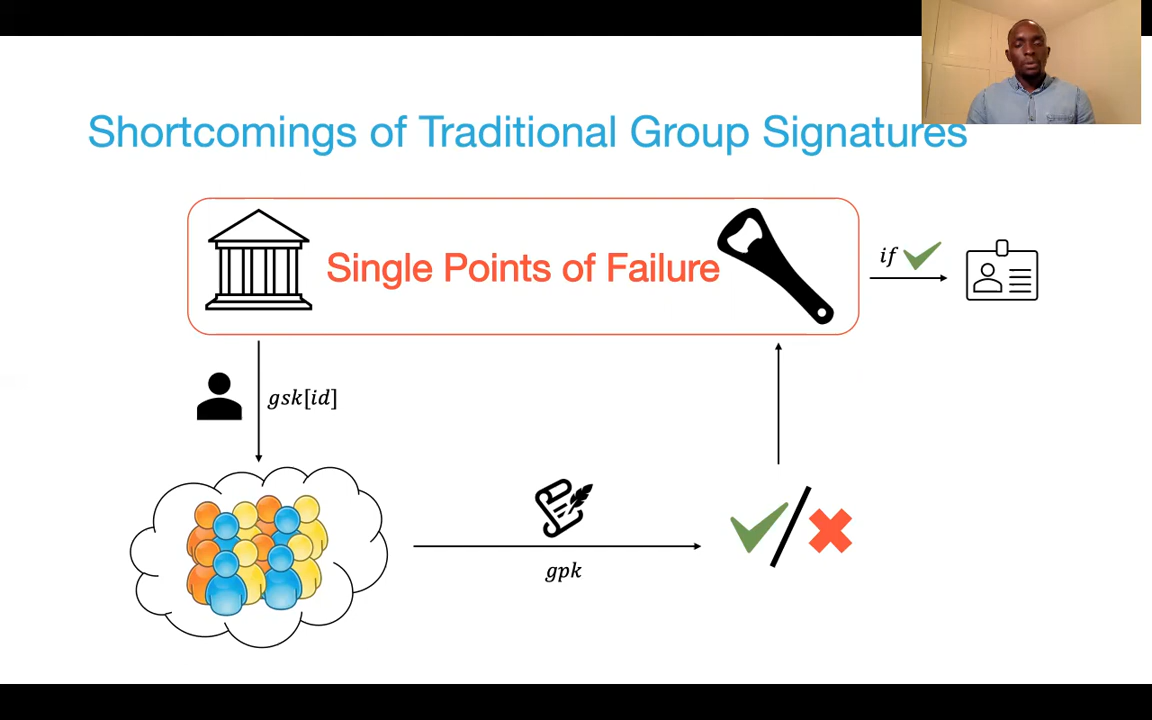 Shortcomings of Traditional Group Signatures
Single Points of Failure
if
gsk[id]
gpk